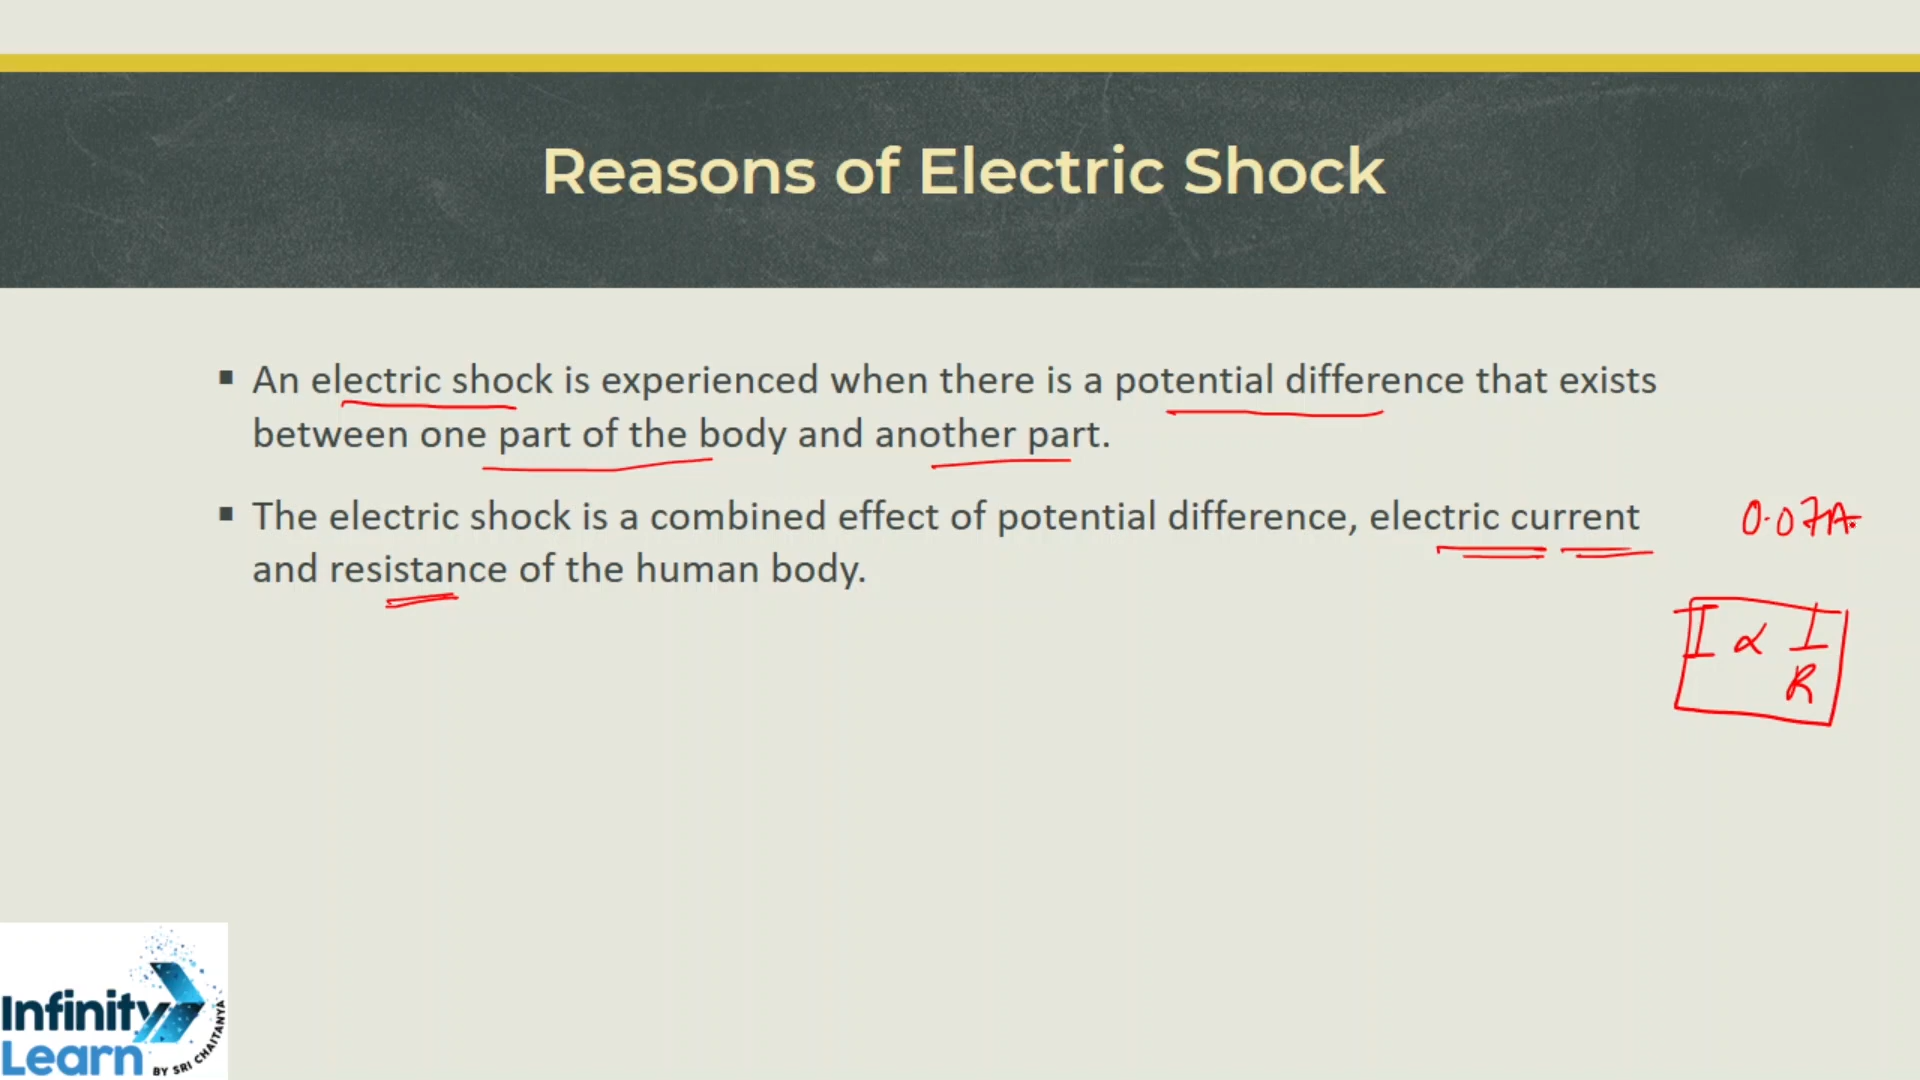 Reasons of Electric Shock
▪ An electric shock is experienced when there is a potential difference that exists
between one part of the body and another part.
▪ The electric shock is a combined effect of potential difference, electric current
and resistance of the human body.
0.07A.
I ∝ I
R
Infinity
Learn
BY SRI CHAITANYA